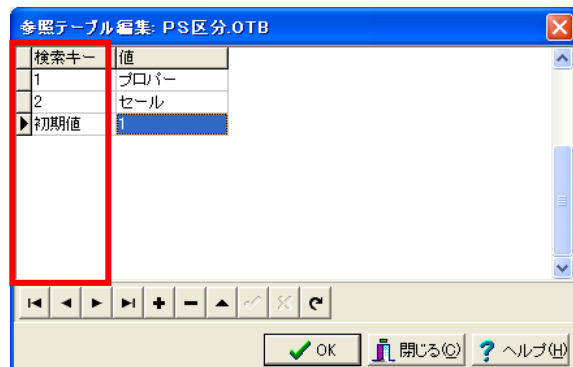 参照テーブル編集: PS区分.OTB
検索キー 値
1 プロパー
2 セール
初期値 1
OK 閉じる(C) ヘルプ(H)